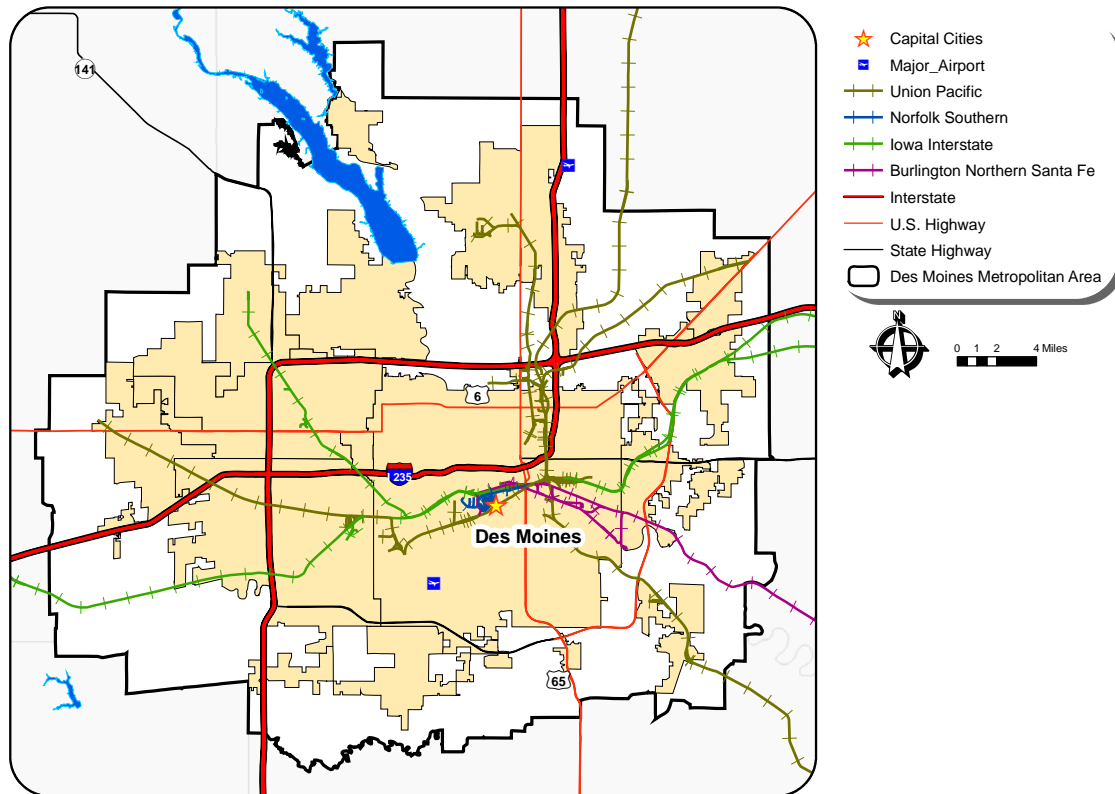 141
6
I 235
Des Moines
65
Capital Cities
Major_Airport
Union Pacific
Norfolk Southern
Iowa Interstate
Burlington Northern Santa Fe
Interstate
U.S. Highway
State Highway
Des Moines Metropolitan Area
N
0 1 2 4 Miles